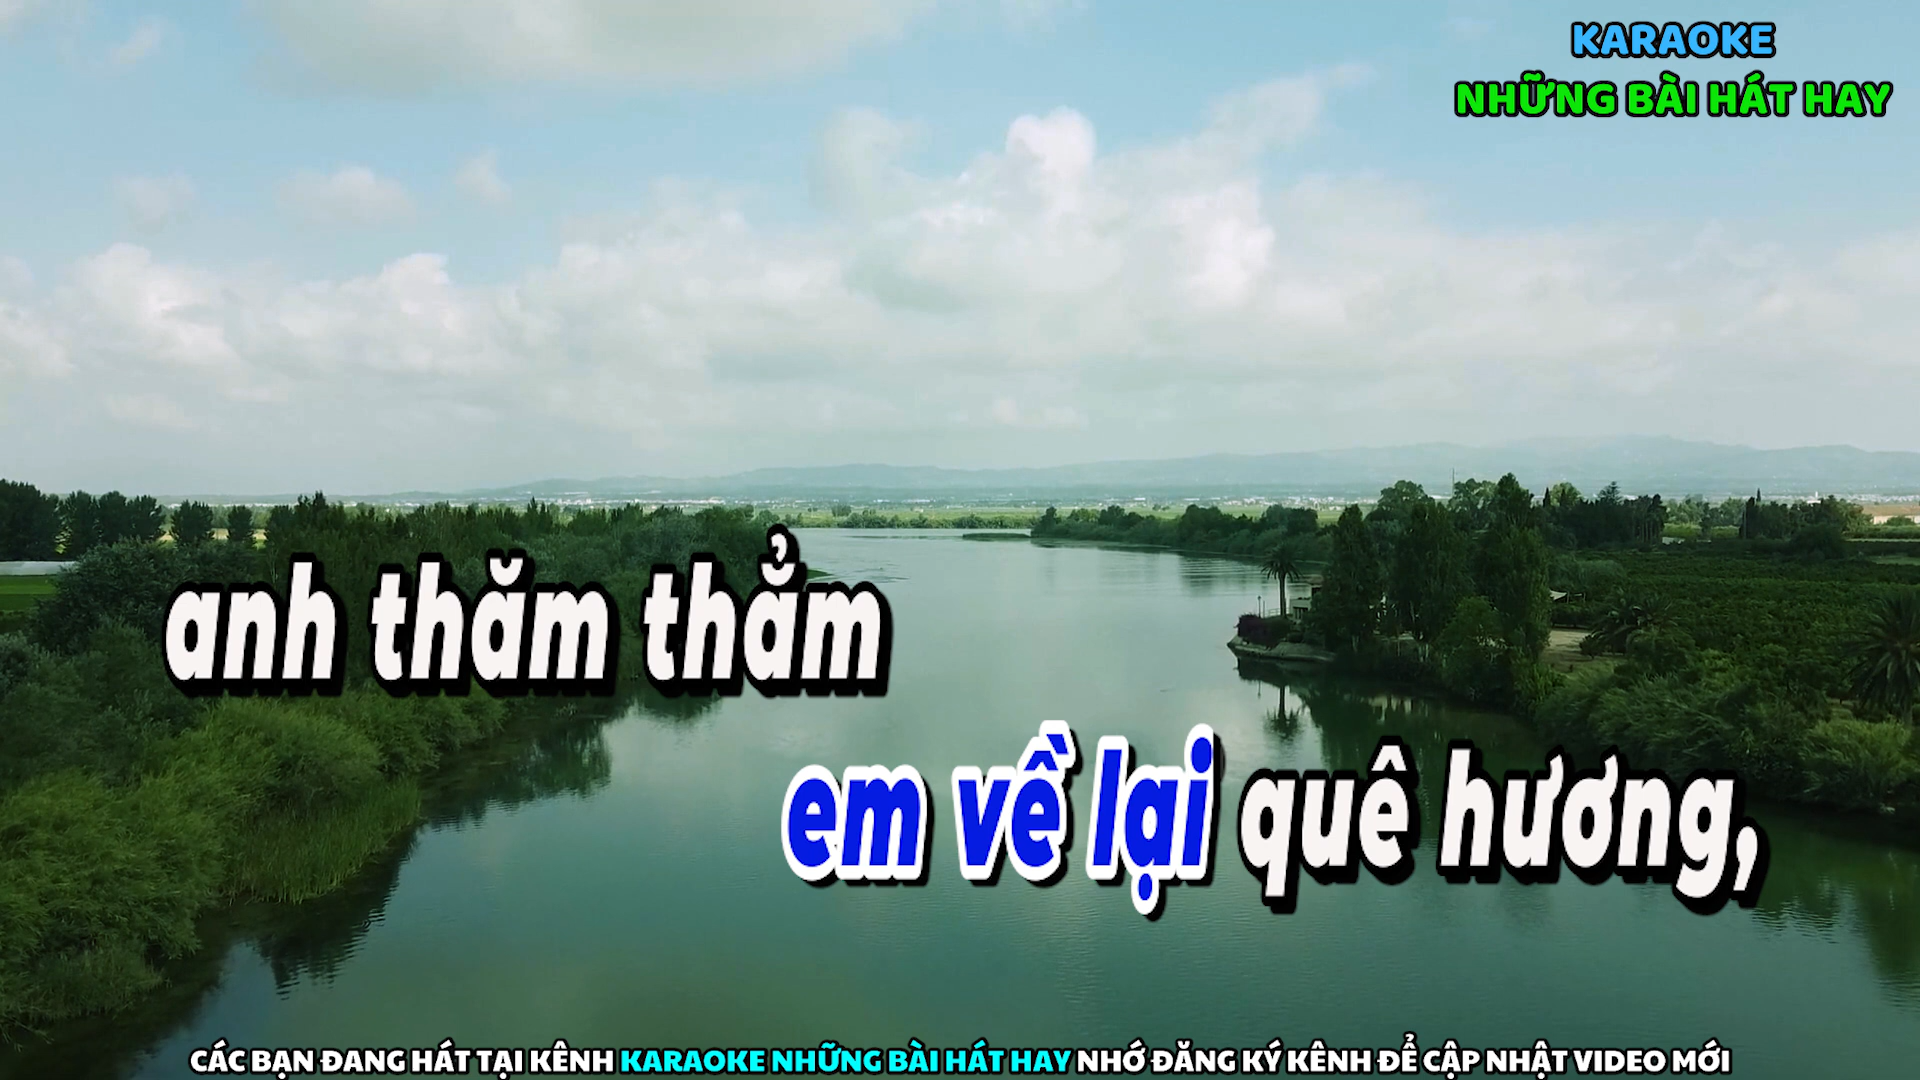 KARAOKE
NHỮNG BÀI HÁT HAY
anh thăm thẳm
em về lại quê hương,
CÁC BẠN ĐANG HÁT TẠI KÊNH KARAOKE NHỮNG BÀI HÁT HAY NHỚ ĐĂNG KÝ KÊNH ĐỂ CẬP NHẬT VIDEO MỚI